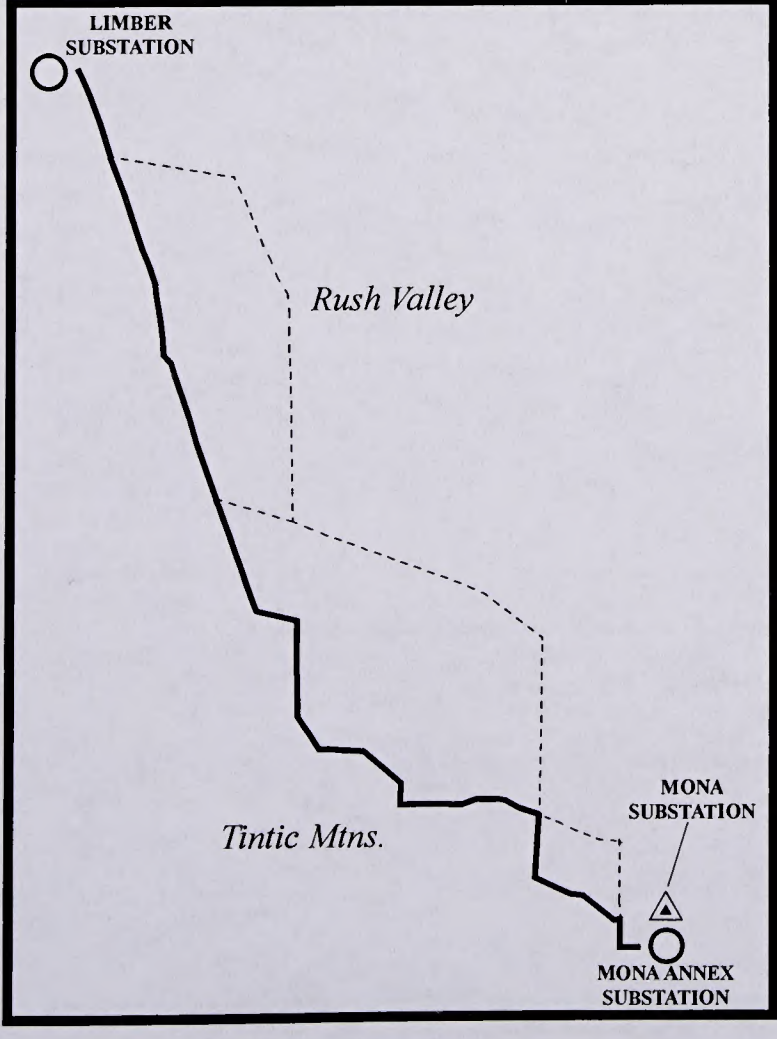 LIMBER
SUBSTATION
Rush Valley
Tintic Mtns.
MONA
SUBSTATION
MONA ANNEX
SUBSTATION